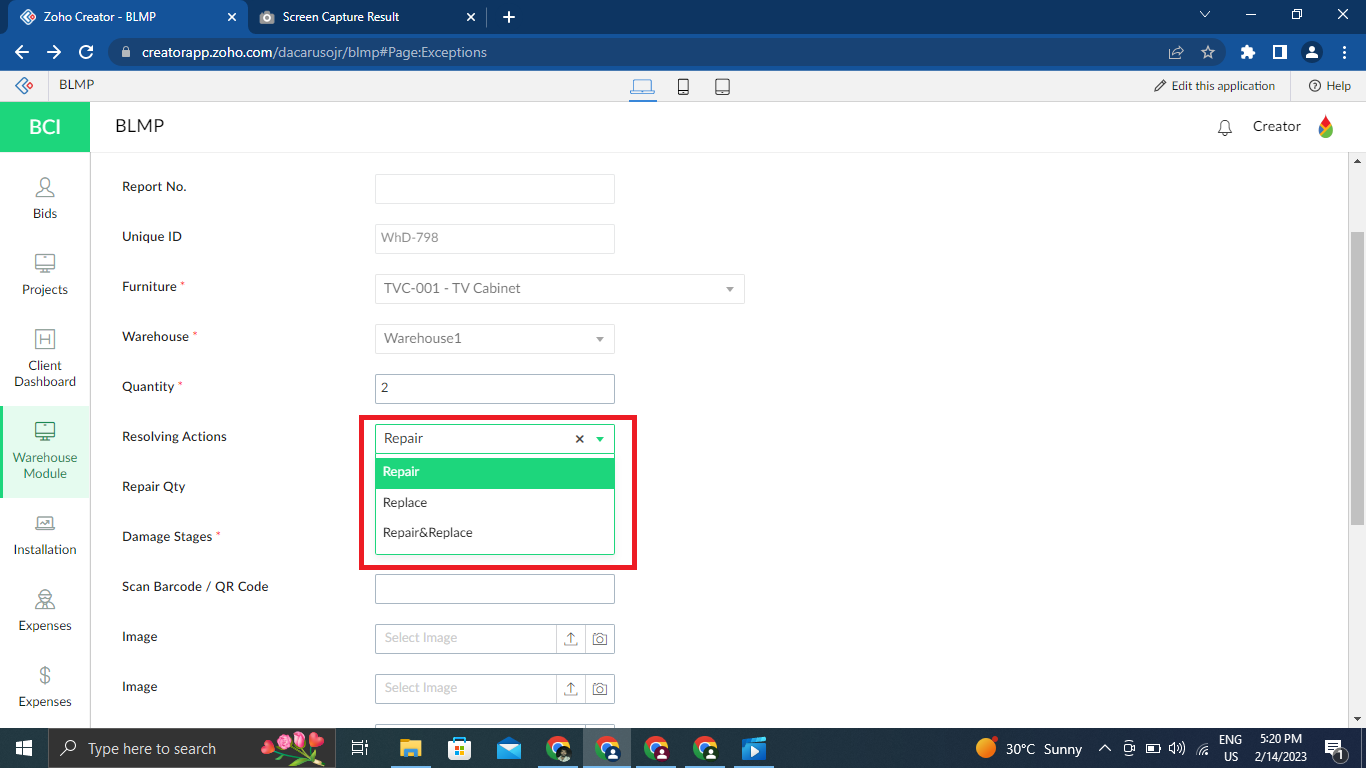 Zoho Creator - BLMP
Screen Capture Result
creatorapp.zoho.com/dacarusojr/blmp#Page:Exceptions
BLMP
Edit this application
Help
BCI
BLMP
Creator
Bids
Projects
Client
Dashboard
Warehouse
Module
Installation
Expenses
Expenses
Report No.
Unique ID
WhD-798
Furniture *
TVC-001 - TV Cabinet
Warehouse *
Warehouse1
Quantity *
2
Resolving Actions
Repair
Repair
Replace
Repair&Replace
Repair Qty
Damage Stages *
Scan Barcode / QR Code
Image
Select Image
Image
Select Image
Type here to search
30°C Sunny
ENG
US
5:20 PM
2/14/2023
1